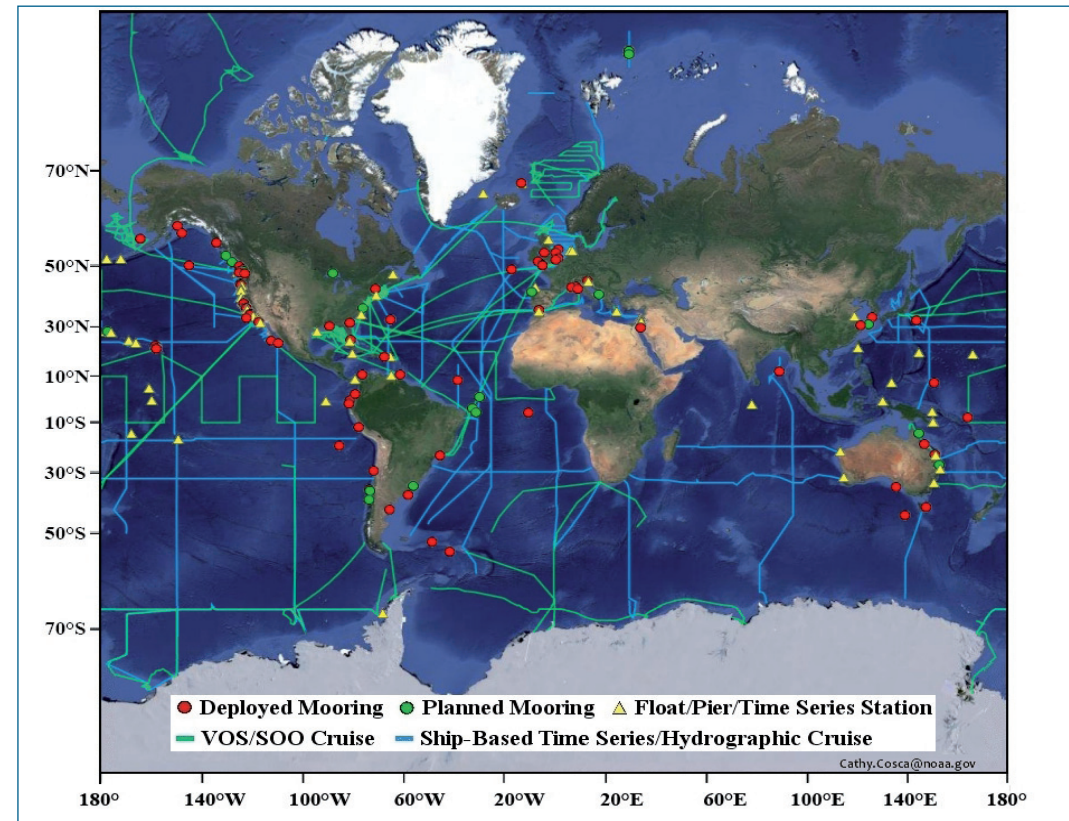 70°N
50°N
30°N
10°N
10°S
30°S
50°S
70°S
Deployed Mooring Planned Mooring Float/Pier/Time Series Station
VOS/SOO Cruise Ship-Based Time Series/Hydrographic Cruise
Cathy.Cosca@noaa.gov
180° 140°W 100°W 60°W 20°W 20°E 60°E 100°E 140°E 180°